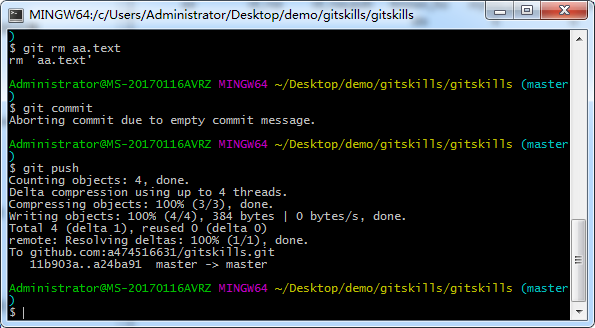 MINGW64:/c/Users/Administrator/Desktop/demo/gitskills/gitskills
)
$ git rm aa.text
rm 'aa.text'
Administrator@MS-20170116AVRZ MINGW64 ~/Desktop/demo/gitskills/gitskills (master
)
$ git commit
Aborting commit due to empty commit message.
Administrator@MS-20170116AVRZ MINGW64 ~/Desktop/demo/gitskills/gitskills (master
)
$ git push
Counting objects: 4, done.
Delta compression using up to 4 threads.
Compressing objects: 100% (3/3), done.
Writing objects: 100% (4/4), 384 bytes | 0 bytes/s, done.
Total 4 (delta 1), reused 0 (delta 0)
remote: Resolving deltas: 100% (1/1), done.
To github.com:a474516631/gitskills.git
   11b903a..a24ba91  master -> master
Administrator@MS-20170116AVRZ MINGW64 ~/Desktop/demo/gitskills/gitskills (master
)
$